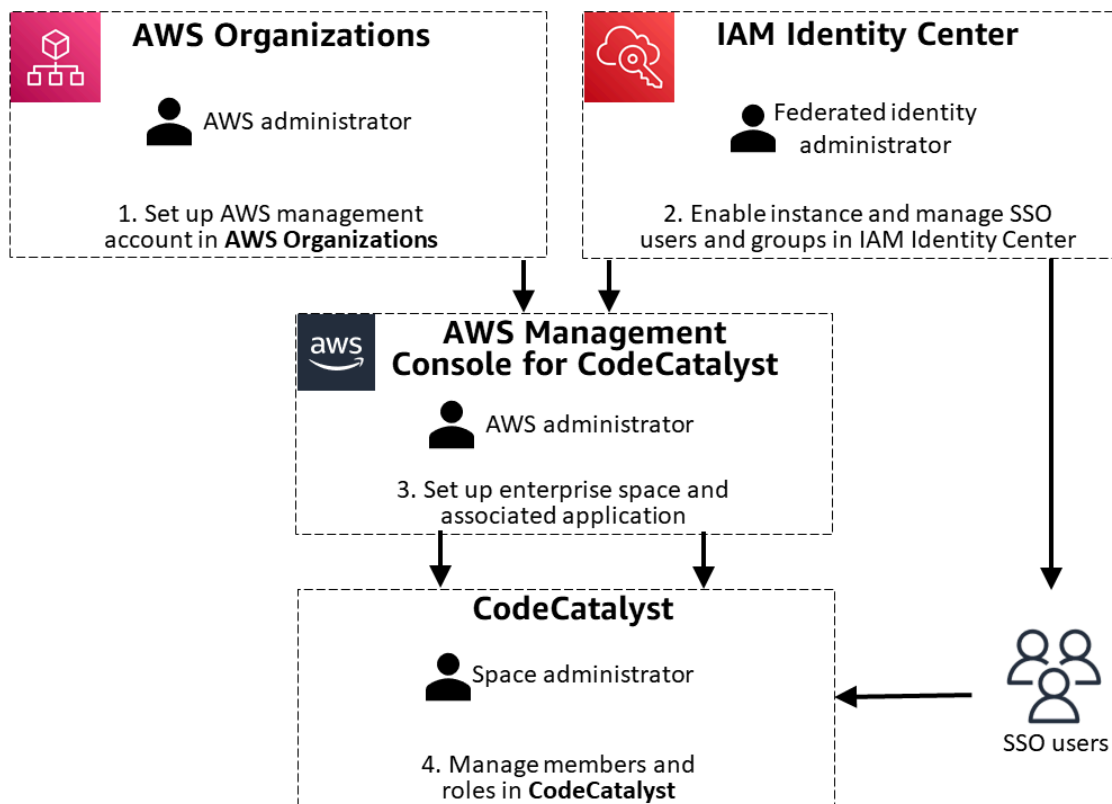 AWS Organizations
AWS administrator
1. Set up AWS management
account in AWS Organizations
IAM Identity Center
Federated identity
administrator
2. Enable instance and manage SSO
users and groups in IAM Identity Center
aws
AWS Management
Console for CodeCatalyst
AWS administrator
3. Set up enterprise space and
associated application
CodeCatalyst
Space administrator
4. Manage members and
roles in CodeCatalyst
SSO users